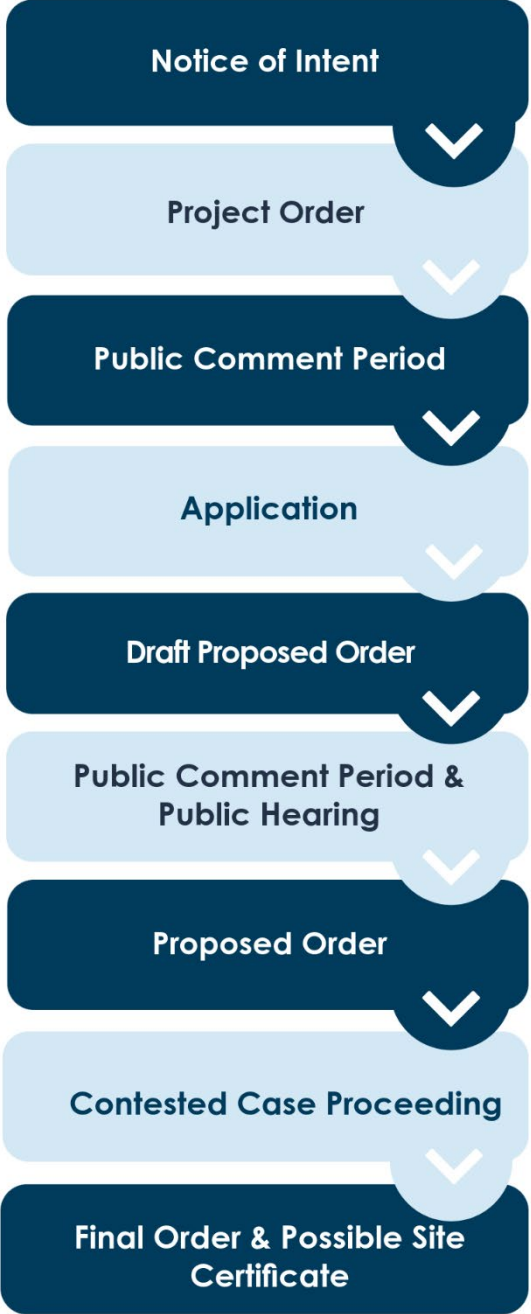 Notice of Intent
Project Order
Public Comment Period
Application
Draft Proposed Order
Public Comment Period &
Public Hearing
Proposed Order
Contested Case Proceeding
Final Order & Possible Site
Certificate